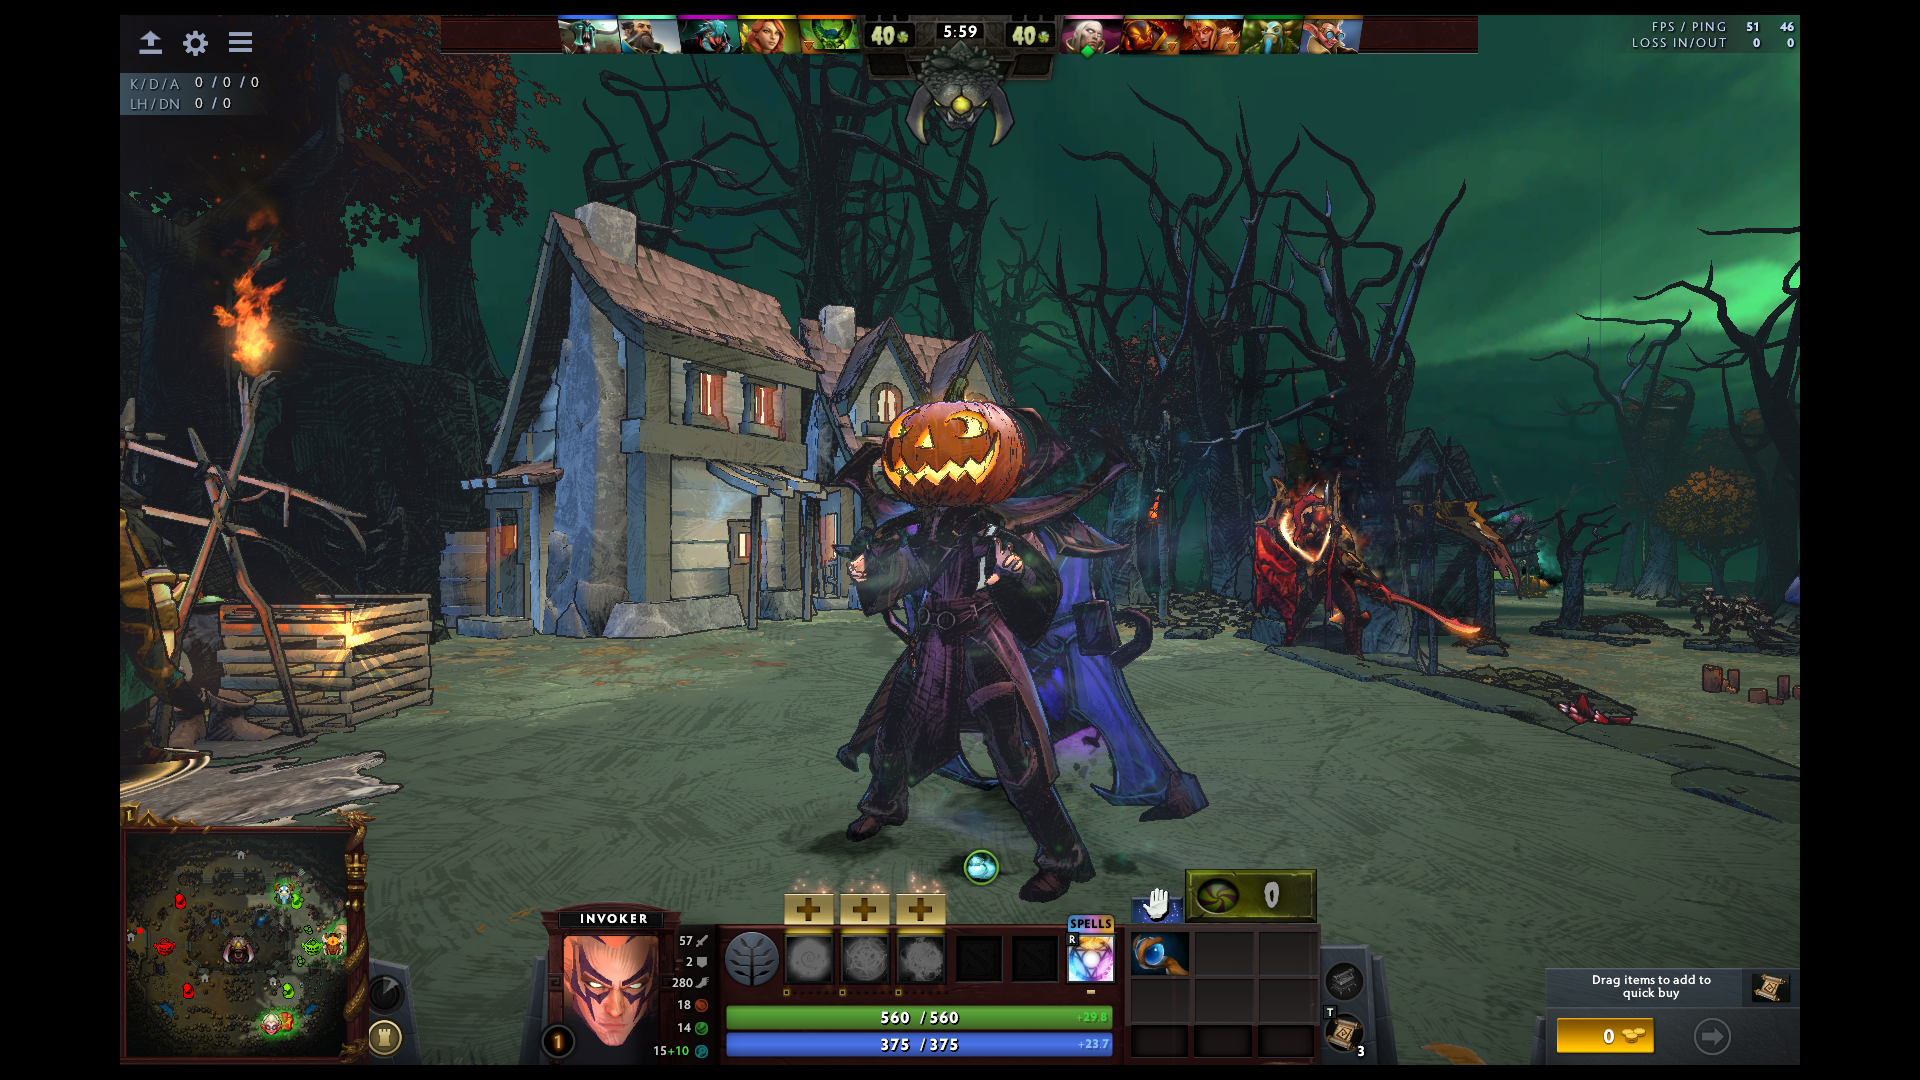 40
5:59
40
FPS / PING 51 46
LOSS IN/OUT 0 0
K/D/A 0 / 0 / 0
LH/DN 0 / 0
0
INVOKER
57
2
280
18
14
15+10
1
SPELLS
R
560 / 560
+29.8
375 / 375
+23.7
T
3
Drag items to add to
quick buy
0